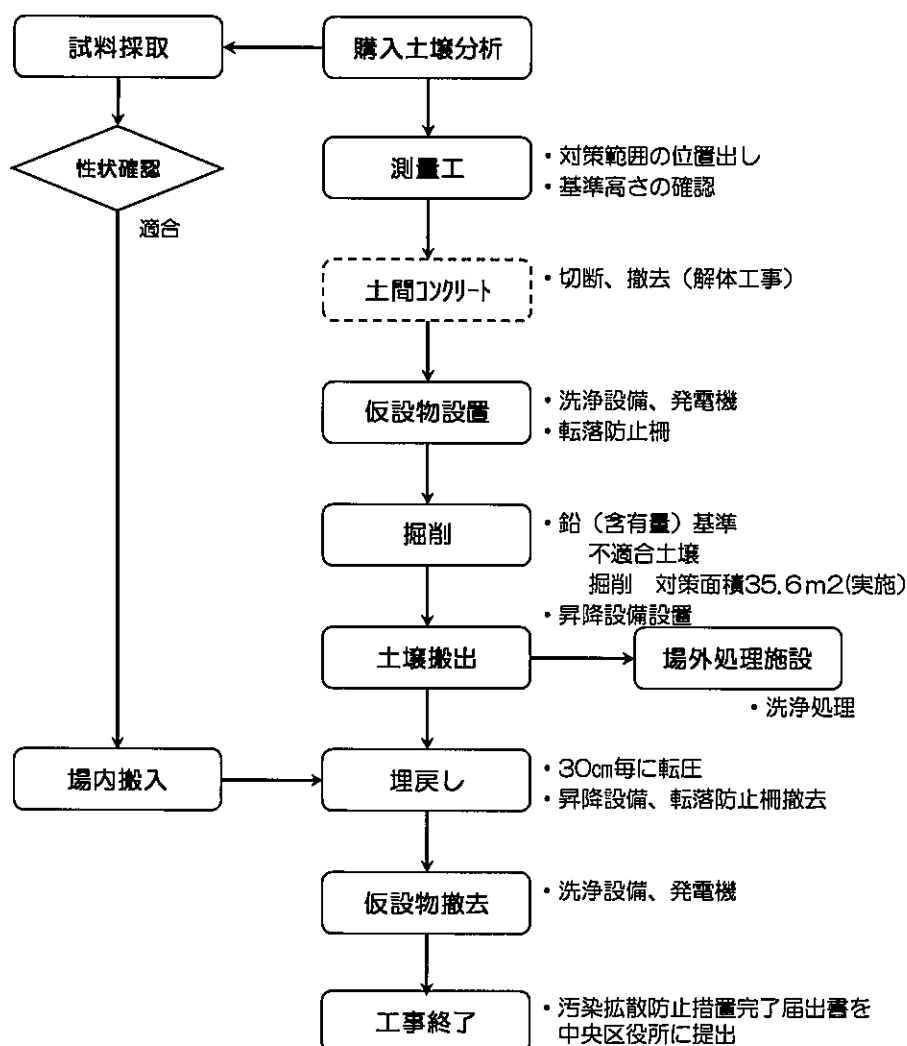 試料採取
購入土壌分析
性状確認
適合
測量工
・対策範囲の位置出し
・基準高さの確認
土間ｺﾝｸﾘｰﾄ
・切断、撤去（解体工事）
仮設物設置
・洗浄設備、発電機
・転落防止柵
掘削
・鉛（含有量）基準
不適合土壌
掘削　対策面積35.6m2(実施)
・昇降設備設置
土壌搬出
場外処理施設
・洗浄処理
場内搬入
埋戻し
・30cm毎に転圧
・昇降設備、転落防止柵撤去
仮設物撤去
・洗浄設備、発電機
工事終了
・汚染拡散防止措置完了届出書を
中央区役所に提出